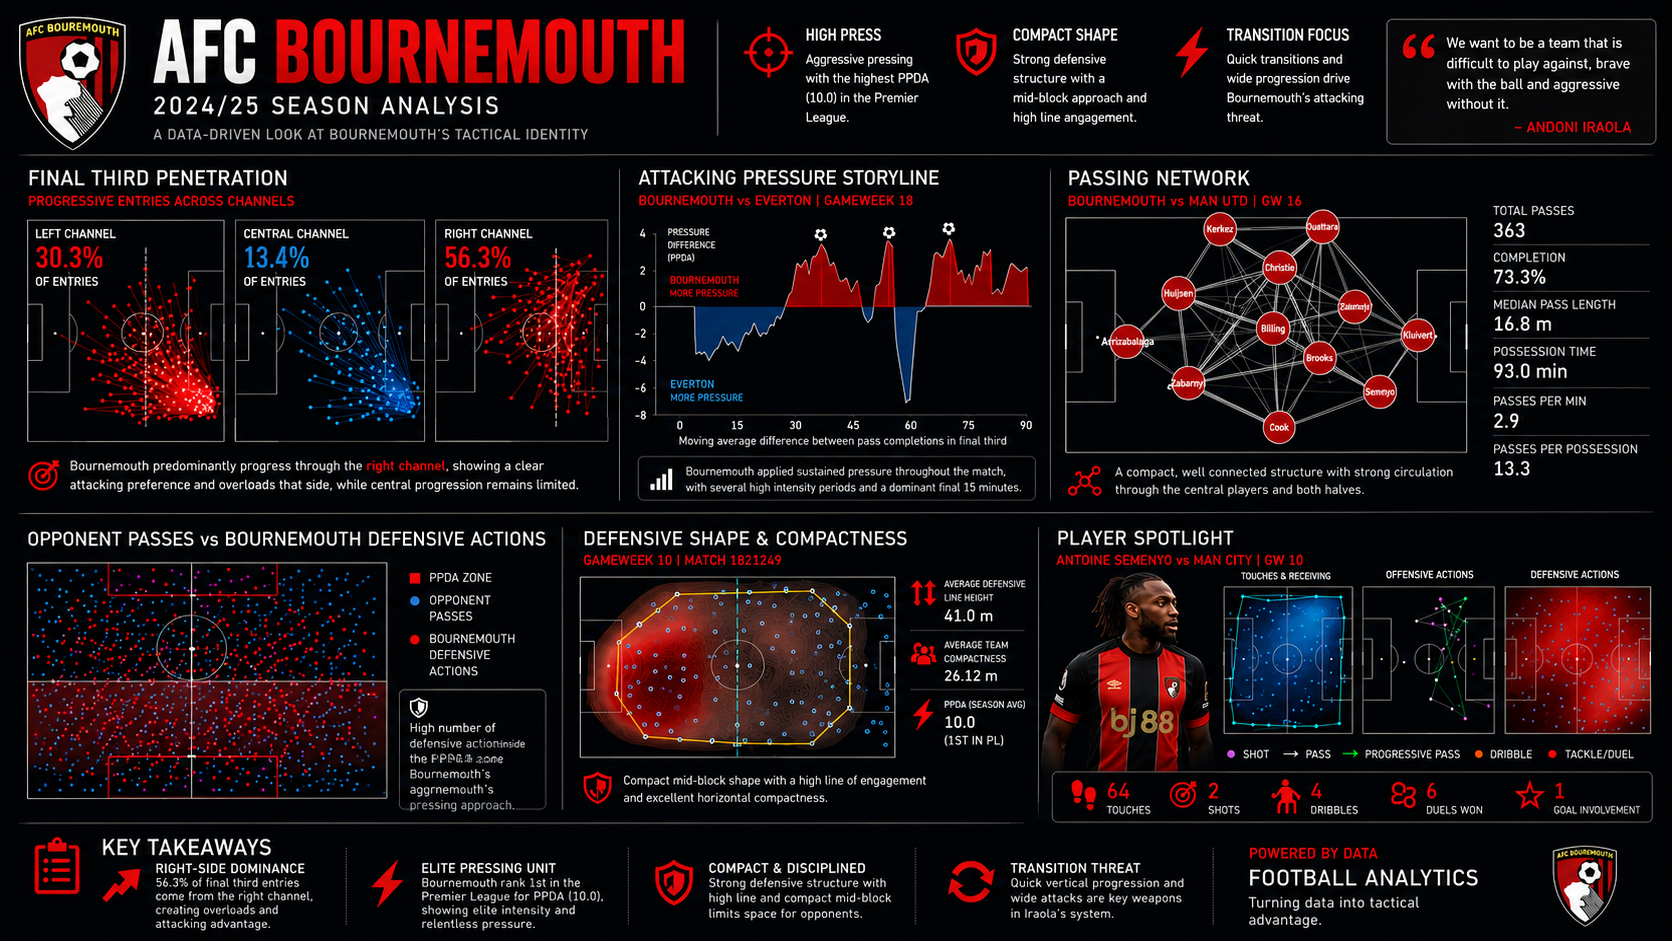 AFC BOUREMOUTH
AFC BOURNEMOUTH
2024/25 SEASON ANALYSIS
A DATA-DRIVEN LOOK AT BOURNEMOUTH'S TACTICAL IDENTITY
HIGH PRESS
Aggressive pressing
with the highest PPDA
(10.0) in the Premier
League.
COMPACT SHAPE
Strong defensive
structure with a
mid-block approach and
high line angagement.
TRANSITION FOCUS
Quick transitions and
wide progression drive
Bournemouth's attacking
threat.
We want to be a team that is
difficult to play against, brave
with the ball and aggressive
without it.
– ANDONI IRAOLA
FINAL THIRD PENETRATION
PROGRESSIVE ENTRIES ACROSS CHANNELS
LEFT CHANNEL
30.3%
OF ENTRIES
CENTRAL CHANNEL
13.4%
OF ENTRIES
RIGHT CHANNEL
56.3%
OF ENTRIES
Bournemouth predominantly progress through the right channel, showing a clear
attacking preference and overloads that side, while central progression remains limited.
ATTACKING PRESSURE STORYLINE
BOURNEMOUTH vs EVERTON | GAMEWEEK 18
PRESSURE
DIFFERENCE
(PPDA)
BOURNEMOUTH
MORE PRESSURE
EVERTON
MORE PRESSURE
4
2
0
-2
-4
-6
-8
0 15 30 45 60 75 90
Moving average difference between pass completions in final third
Bournemouth applied sustained pressure throughout the match,
with several high intensity periods and a dominant final 15 minutes.
PASSING NETWORK
BOURNEMOUTH vs MAN UTD | GW 16
Kerkez
Ouattara
Christie
Huijsen
Billing
Arrizabalaga
Kluivert
Brooks
Zabarny
Semenyo
Cook
TOTAL PASSES
363
COMPLETION
73.3%
MEDIAN PASS LENGTH
16.8 m
POSSESSION TIME
93.0 min
PASSES PER MIN
2.9
PASSES PER POSSESSION
13.3
A compact, well connected structure with strong circulation
through the central players and both halves.
OPPONENT PASSES vs BOURNEMOUTH DEFENSIVE ACTIONS
PPDA ZONE
OPPONENT
PASSES
BOURNEMOUTH
DEFENSIVE
ACTIONS
High number of
defensive action inside
the zone
Bournemouth's
aggrnemouth's
pressing approach.
DEFENSIVE SHAPE & COMPACTNESS
GAMEWEEK 10 | MATCH 1821249
AVERAGE DEFENSIVE
LINE HEIGHT
41.0 m
AVERAGE TEAM
COMPACTNESS
26.12 m
PPDA (SEASON AVG)
10.0
(1ST IN PL)
Compact mid-block shape with a high line of engagement
and excellent horizontal compactness.
PLAYER SPOTLIGHT
ANTOINE SEMENYO vs MAN CITY | GW 10
TOUCHES & RECEIVING
OFFENSIVE ACTIONS
DEFENSIVE ACTIONS
bj88
SHOT
PASS
PROGRESSIVE PASS
DRIBBLE
TACKLE/DUEL
64
TOUCHES
2
SHOTS
4
DRIBBLES
6
DUELS WON
1
GOAL INVOLVEMENT
KEY TAKEAWAYS
RIGHT-SIDE DOMINANCE
56.3% of final third entries
come from the right channel,
creating overloads and
attacking advantage.
ELITE PRESSING UNIT
Bournemouth rank 1st in the
Premier League for PPDA (10.0),
showing elite intensity and
relentless pressure.
COMPACT & DISCIPLINED
Strong defensive structure with
high line and compact mid-block
limits space for opponents.
TRANSITION THREAT
Quick vertical progression and
wide attacks are key weapons
in Iraola's system.
POWERED BY DATA
FOOTBALL ANALYTICS
Turning data into tactical
advantage.
AFC BOUREMOUTH